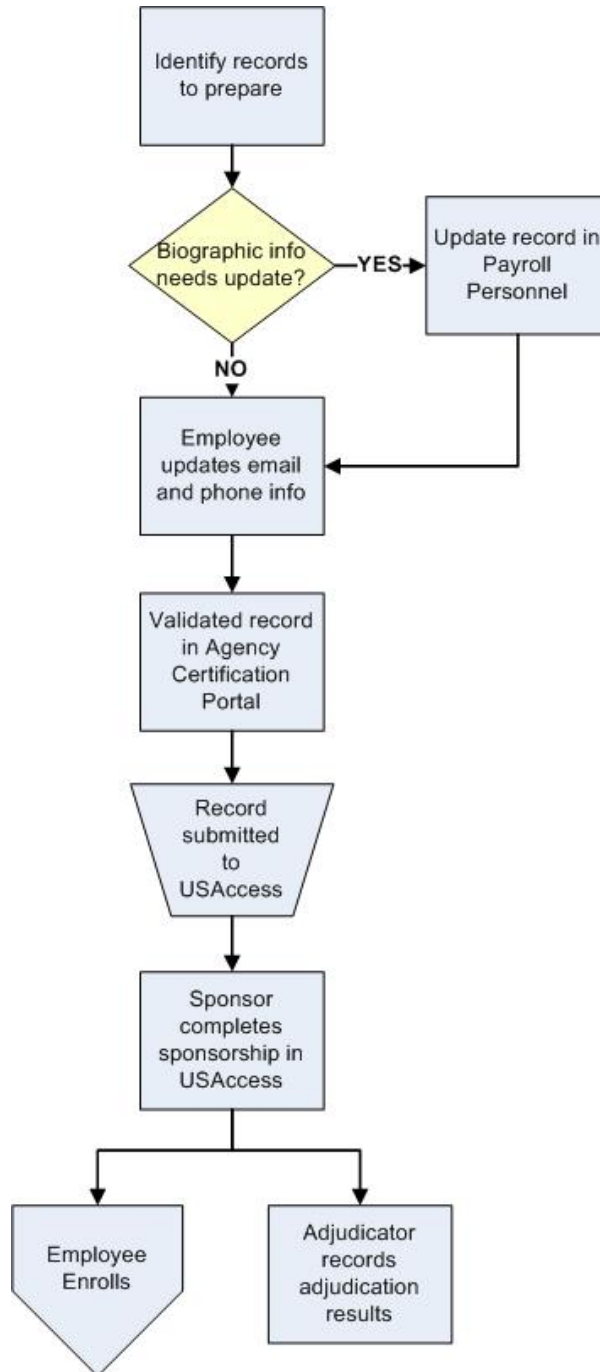 Identify records
to prepare
Biographic info
needs update?
YES
Update record in
Payroll
Personnel
NO
Employee
updates email
and phone info
Validated record
in Agency
Certification
Portal
Record
submitted
to
USAccess
Sponsor
completes
sponsorship in
USAccess
Employee
Enrolls
Adjudicator
records
adjudication
results